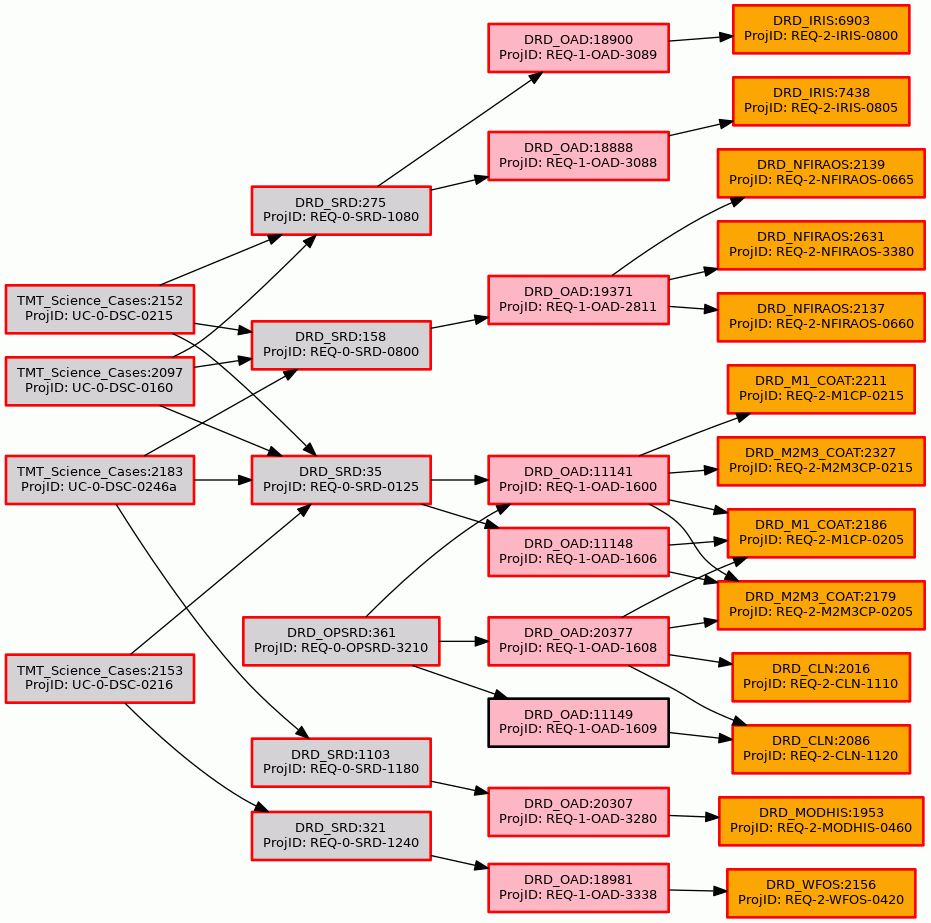 DRD_OAD:18900
ProjID: REQ-1-OAD-3089
DRD_IRIS:6903
ProjID: REQ-2-IRIS-0800
DRD_IRIS:7438
ProjID: REQ-2-IRIS-0805
DRD_OAD:18888
ProjID: REQ-1-OAD-3088
DRD_NFIRAOS:2139
ProjID: REQ-2-NFIRAOS-0665
DRD_SRD:275
ProjID: REQ-0-SRD-1080
DRD_NFIRAOS:2631
ProjID: REQ-2-NFIRAOS-3380
TMT_Science_Cases:2152
ProjID: UC-0-DSC-0215
DRD_OAD:19371
ProjID: REQ-1-OAD-2811
DRD_NFIRAOS:2137
ProjID: REQ-2-NFIRAOS-0660
DRD_SRD:158
ProjID: REQ-0-SRD-0800
TMT_Science_Cases:2097
ProjID: UC-0-DSC-0160
DRD_M1_COAT:2211
ProjID: REQ-2-M1CP-0215
DRD_M2M3_COAT:2327
ProjID: REQ-2-M2M3CP-0215
TMT_Science_Cases:2183
ProjID: UC-0-DSC-0246a
DRD_SRD:35
ProjID: REQ-0-SRD-0125
DRD_OAD:11141
ProjID: REQ-1-OAD-1600
DRD_M1_COAT:2186
ProjID: REQ-2-M1CP-0205
DRD_OAD:11148
ProjID: REQ-1-OAD-1606
DRD_M2M3_COAT:2179
ProjID: REQ-2-M2M3CP-0205
DRD_OPSRD:361
ProjID: REQ-0-OPSRD-3210
DRD_OAD:20377
ProjID: REQ-1-OAD-1608
TMT_Science_Cases:2153
ProjID: UC-0-DSC-0216
DRD_CLN:2016
ProjID: REQ-2-CLN-1110
DRD_OAD:11149
ProjID: REQ-1-OAD-1609
DRD_CLN:2086
ProjID: REQ-2-CLN-1120
DRD_SRD:1103
ProjID: REQ-0-SRD-1180
DRD_OAD:20307
ProjID: REQ-1-OAD-3280
DRD_MODHIS:1953
ProjID: REQ-2-MODHIS-0460
DRD_SRD:321
ProjID: REQ-0-SRD-1240
DRD_OAD:18981
ProjID: REQ-1-OAD-3338
DRD_WFOS:2156
ProjID: REQ-2-WFOS-0420